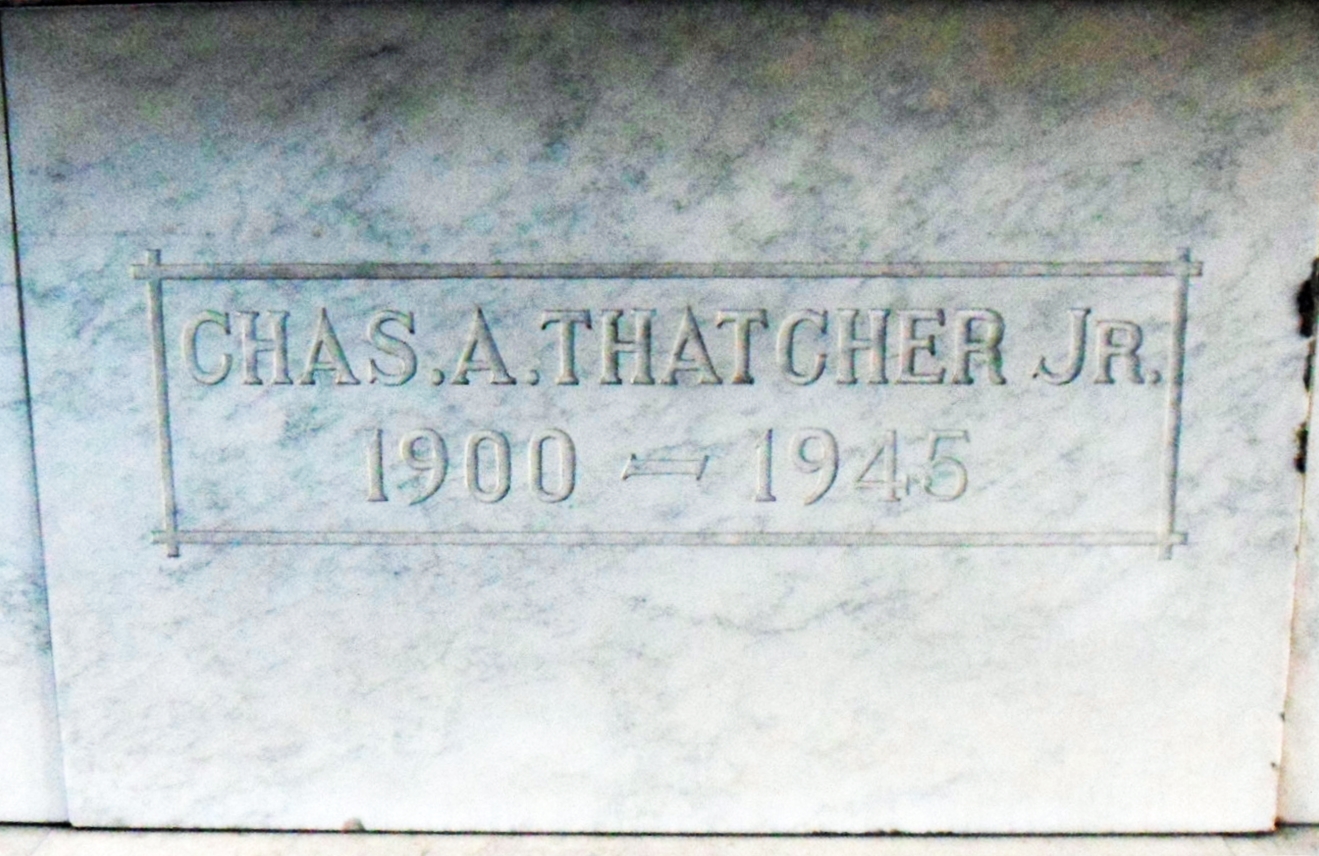 CHAS. A. THATCHER JR.
1900 – 1945